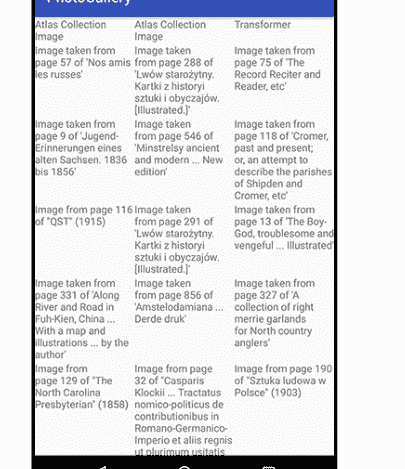 PhotoGallery
Atlas Collection
Image
Atlas Collection
Image
Transformer
Image taken from
page 57 of 'Nos amis
les russes'
Image taken
from page 288 of
'Lwów starożytny.
Kartki z historyi
sztuki i obyczajów.
[Illustrated.]'
Image taken from
page 75 of 'The
Record Reciter and
Reader, etc'
Image taken from
page 9 of 'Jugend-
Erinnerungen eines
alten Sachsen. 1836
bis 1856'
Image taken
from page 546 of
'Minstrelsy ancient
and modern ... New
edition'
Image taken from
page 118 of 'Cromer,
past and present;
or, an attempt to
describe the parishes
of Shipden and
Cromer, etc'
Image from page 116
of "QST" (1915)
Image taken
from page 291 of
'Lwów starożytny.
Kartki z historyi
sztuki i obyczajów.
[Illustrated.]'
Image taken from
page 13 of 'The Boy-
God, troublesome and
vengeful ... Illustrated'
Image taken from
page 331 of 'Along
River and Road in
Fuh-Kien, China ...
With a map and
illustrations ... by the
author'
Image taken
from page 856 of
'Amstelodamiana ...
Derde druk'
Image taken from
page 327 of 'A
collection of right
merrie garlands
for North country
anglers'
Image from
page 129 of "The
North Carolina
Presbyterian" (1858)
Image from page
32 of "Casparis
Klockii ... Tractatus
nomico-politicus de
contributionibus in
Romano-Germanico-
Imperio et aliis regnis
ut plurimum usitatis
Image from page 190
of "Sztuka ludowa w
Polsce" (1903)